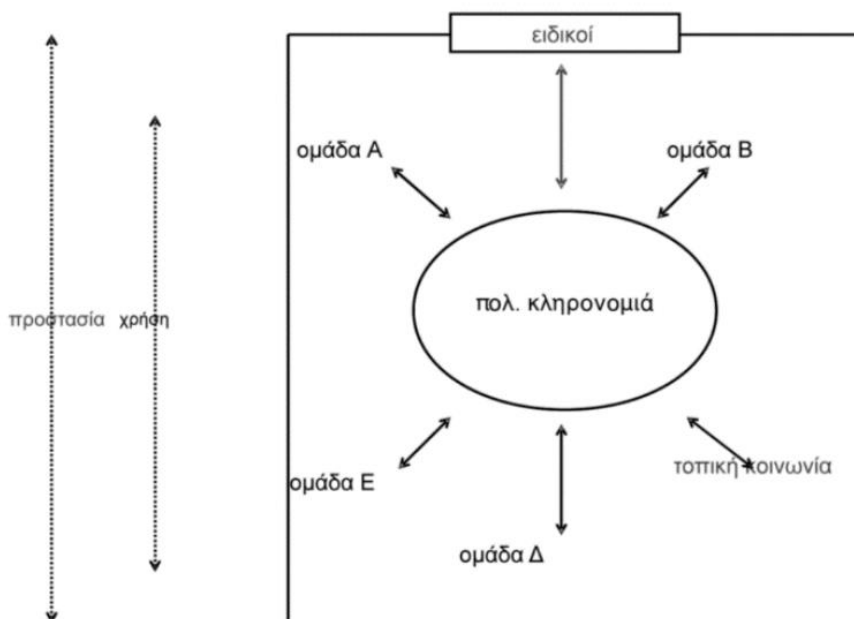 ειδικοί
ομάδα Α
ομάδα Β
πολ. κληρονομιά
προστασία
χρήση
ομάδα Ε
τοπική κοινωνία
ομάδα Δ